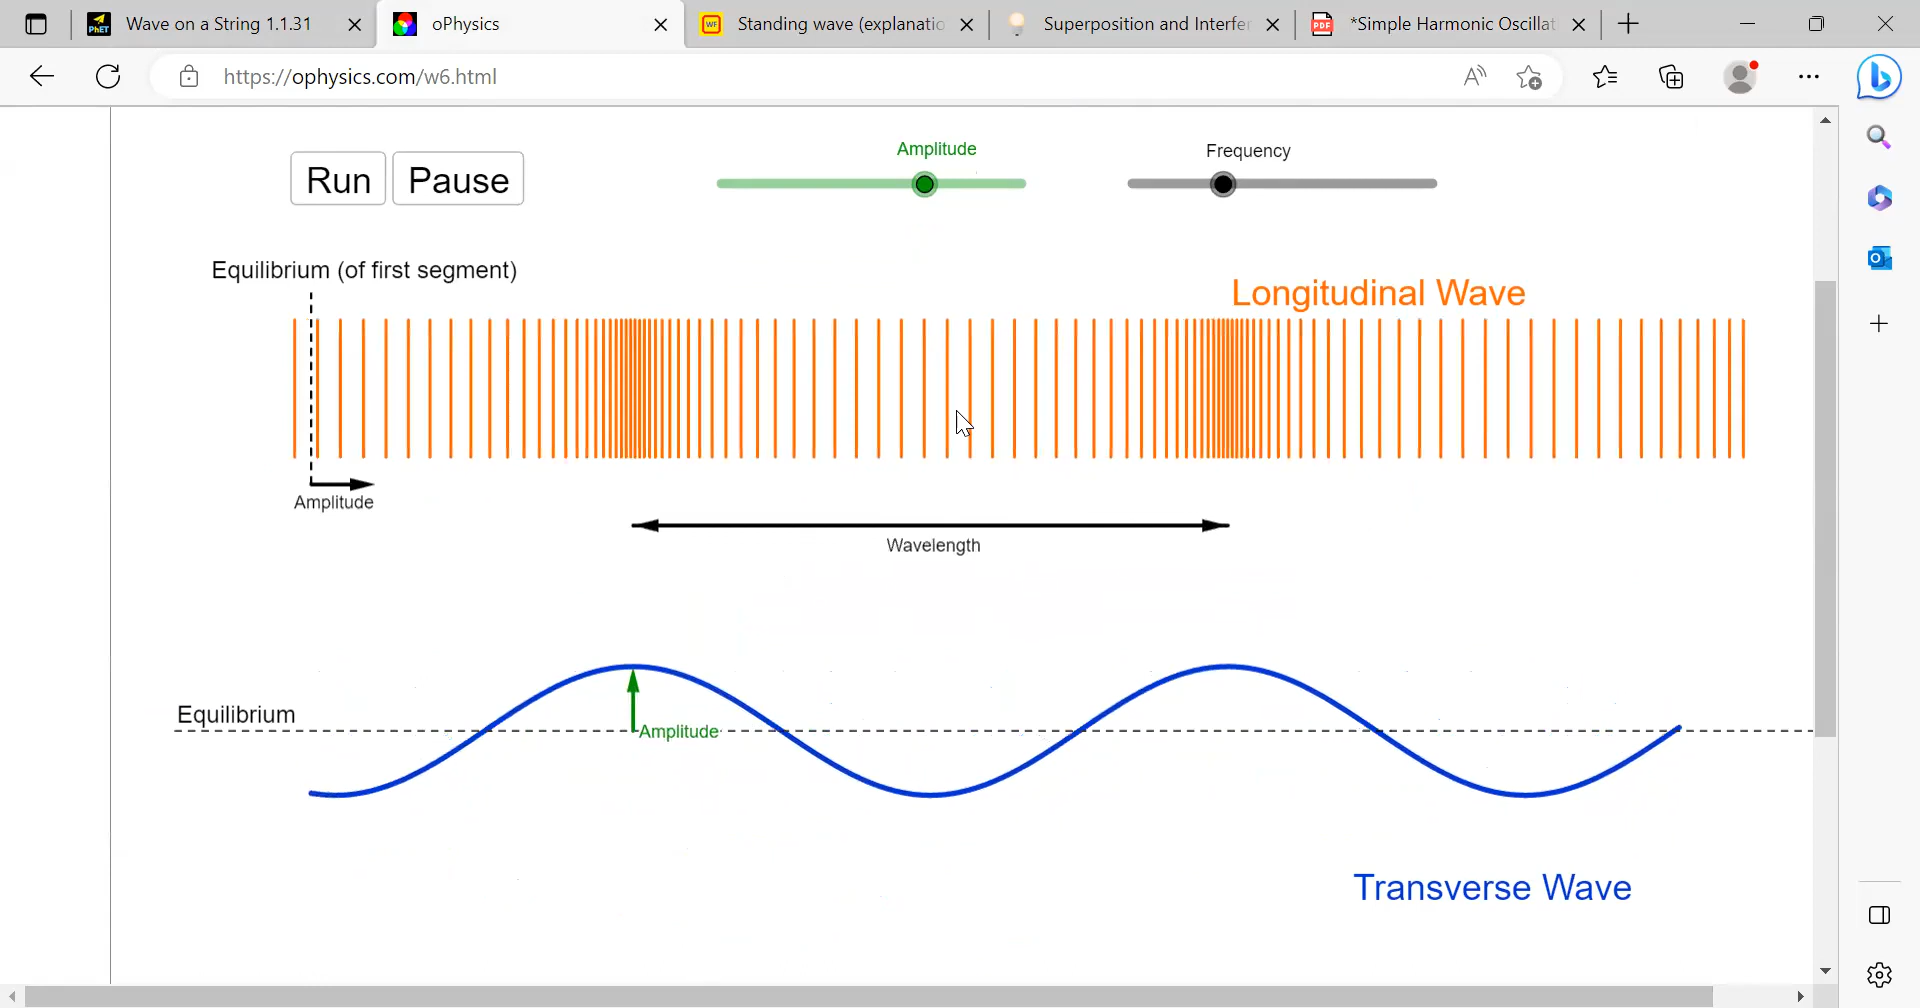 Wave on a String 1.1.31
oPhysics
Standing wave (explanatio
Superposition and Interfer
*Simple Harmonic Oscillat
https://ophysics.com/w6.html
Run
Pause
Amplitude
Frequency
Equilibrium (of first segment)
Longitudinal Wave
Amplitude
Wavelength
Equilibrium
Amplitude
Transverse Wave